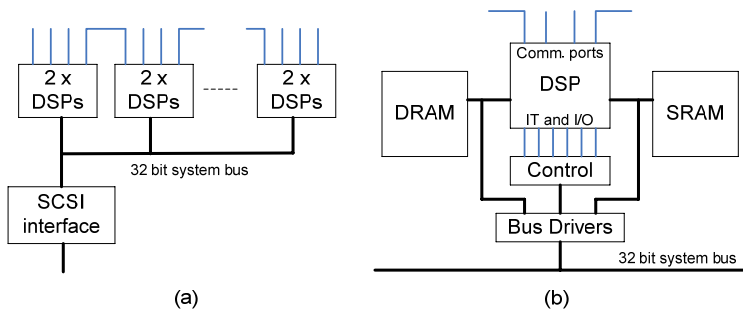 2 x
DSPs
2 x
DSPs
2 x
DSPs
32 bit system bus
SCSI
interface
(a)
Comm. ports
DSP
IT and I/O
DRAM
SRAM
Control
Bus Drivers
32 bit system bus
(b)